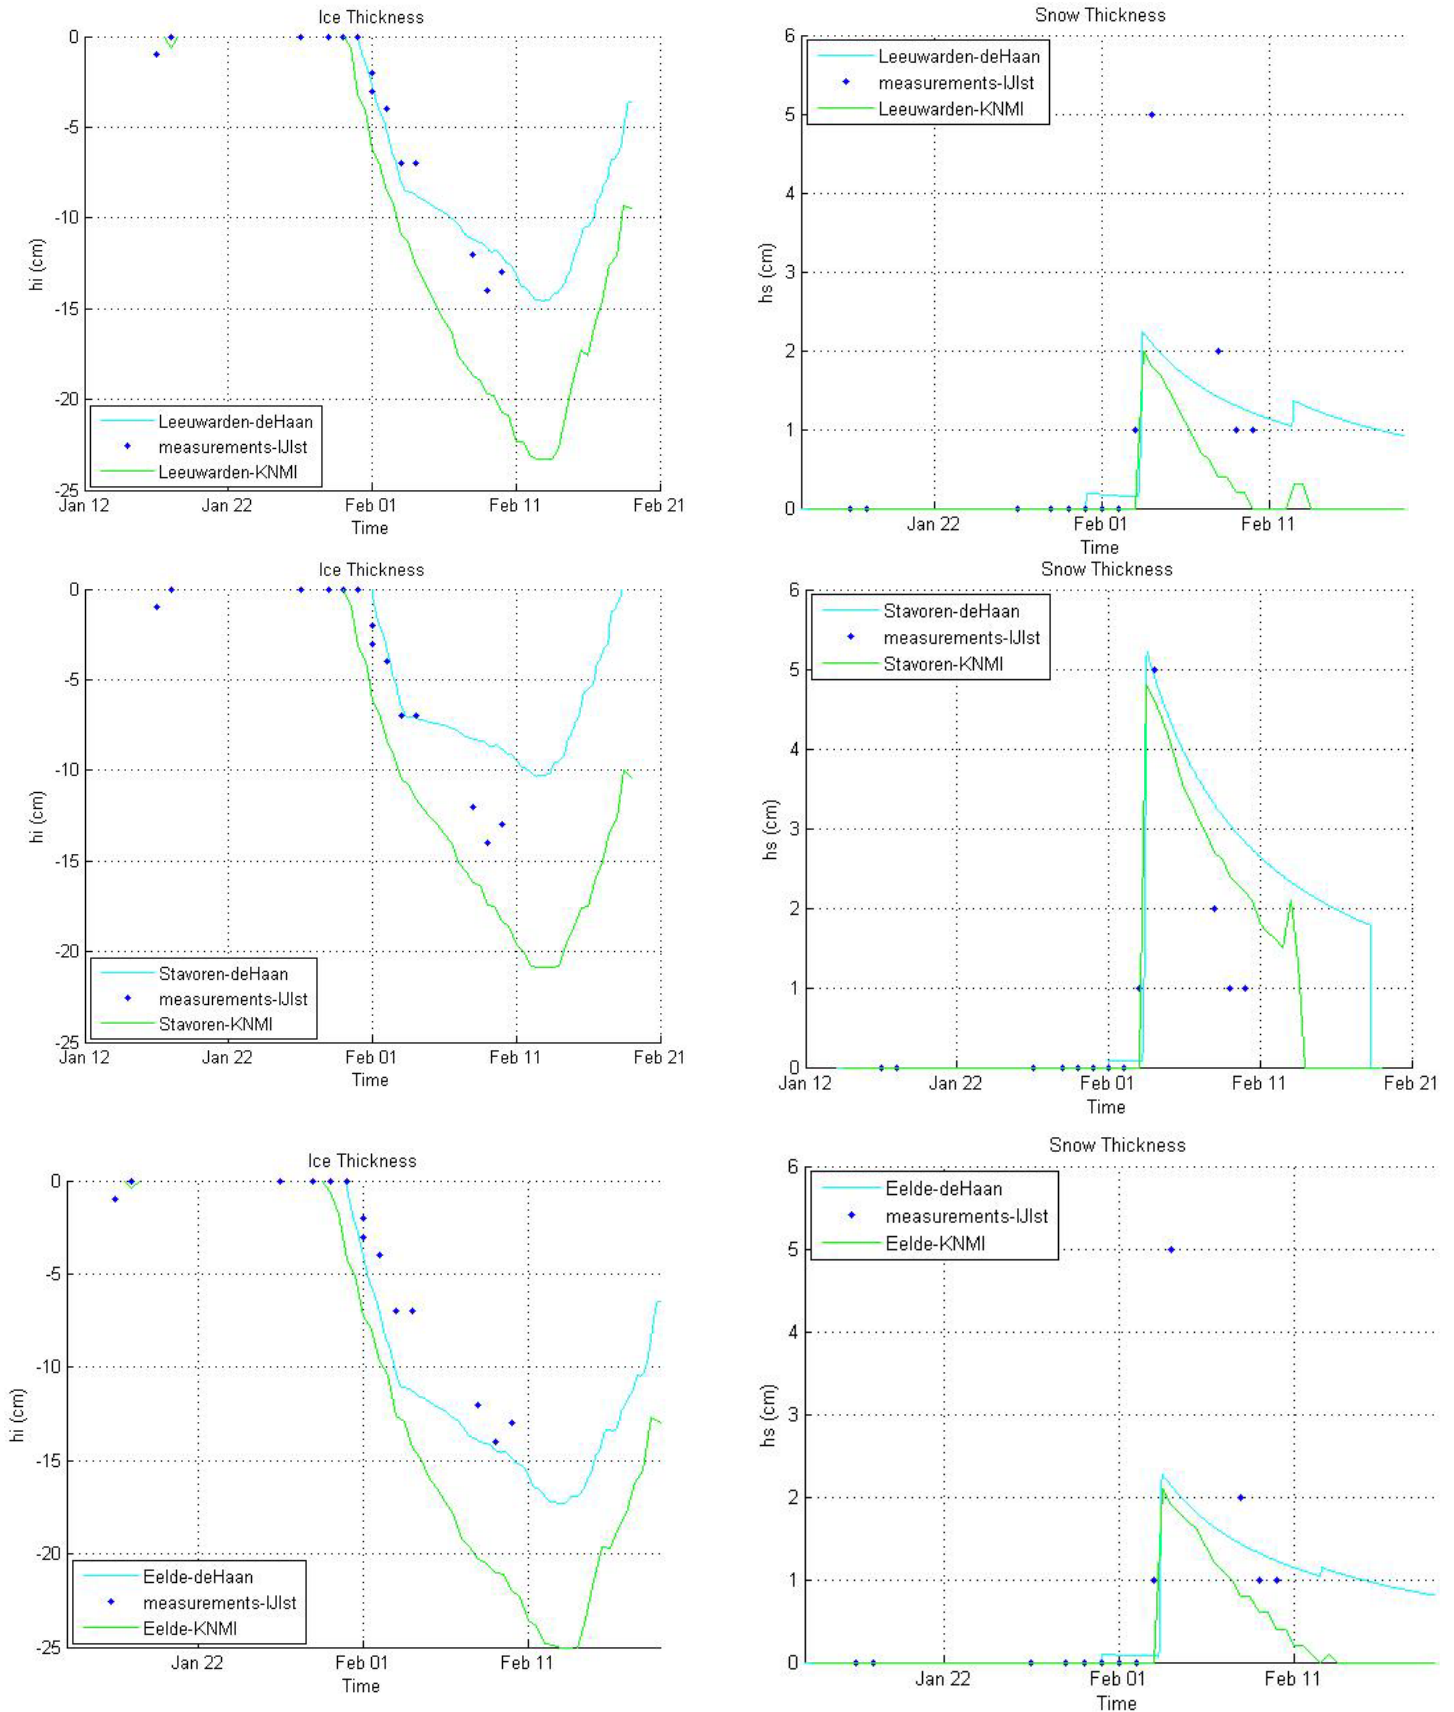 Ice Thickness
0
-5
-10
-15
-20
-25
hi (cm)
Leeuwarden-deHaan
measurements-IJlst
Leeuwarden-KNMI
Jan 12
Jan 22
Feb 01
Feb 11
Feb 21
Time
Snow Thickness
6
5
4
3
2
1
0
hs (cm)
Leeuwarden-deHaan
measurements-IJlst
Leeuwarden-KNMI
Jan 22
Feb 01
Feb 11
Time
Ice Thickness
0
-5
-10
-15
-20
-25
hi (cm)
Stavoren-deHaan
measurements-IJlst
Stavoren-KNMI
Jan 12
Jan 22
Feb 01
Feb 11
Feb 21
Time
Snow Thickness
6
5
4
3
2
1
0
hs (cm)
Stavoren-deHaan
measurements-IJlst
Stavoren-KNMI
Jan 12
Jan 22
Feb 01
Feb 11
Feb 21
Time
Ice Thickness
0
-5
-10
-15
-20
-25
hi (cm)
Eelde-deHaan
measurements-IJlst
Eelde-KNMI
Jan 22
Feb 01
Feb 11
Time
Snow Thickness
6
5
4
3
2
1
0
hs (cm)
Eelde-deHaan
measurements-IJlst
Eelde-KNMI
Jan 22
Feb 01
Feb 11
Time